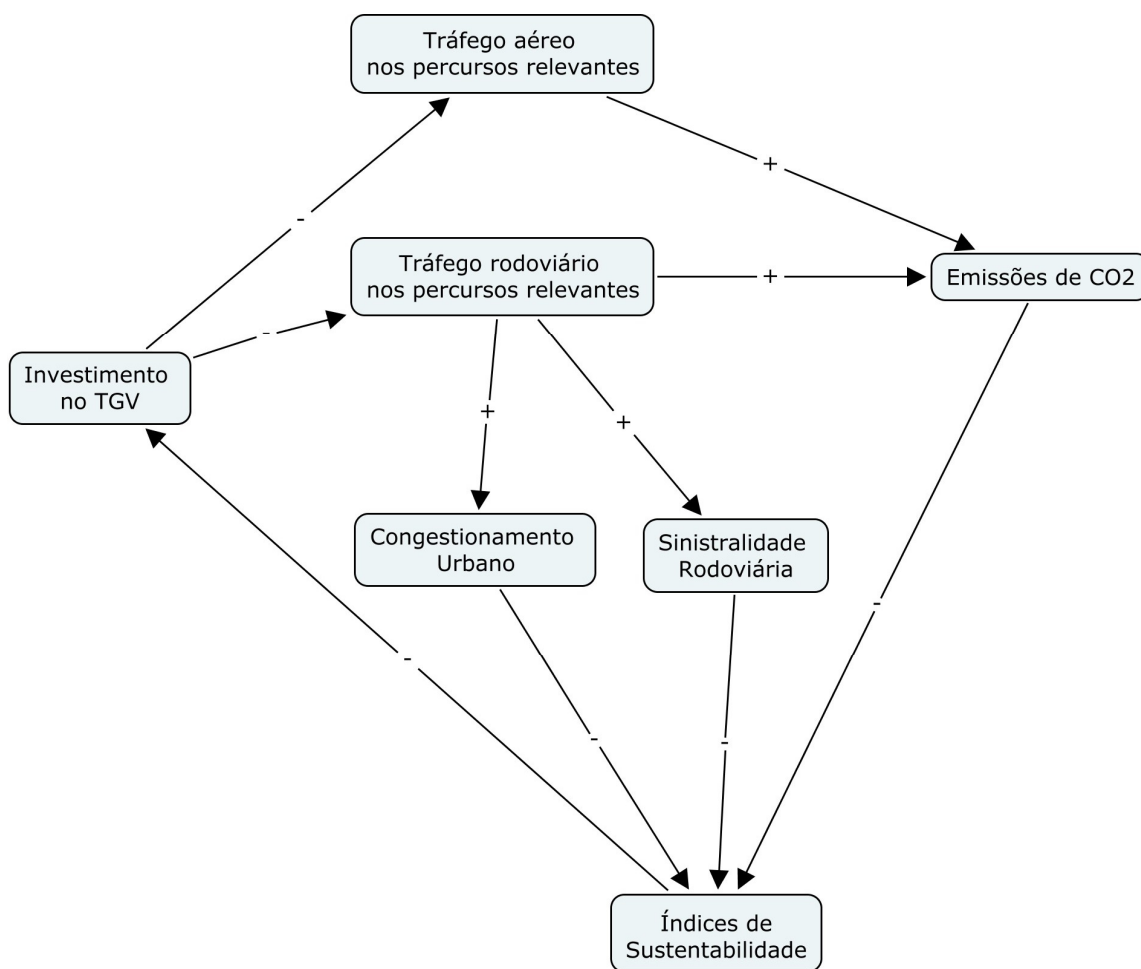 Tráfego aéreo
nos percursos relevantes
+
-
Tráfego rodoviário
nos percursos relevantes
+
Emissões de CO2
-
Investimento
no TGV
+
+
Congestionamento
Urbano
Sinistralidade
Rodoviária
-
-
-
-
Índices de
Sustentabilidade